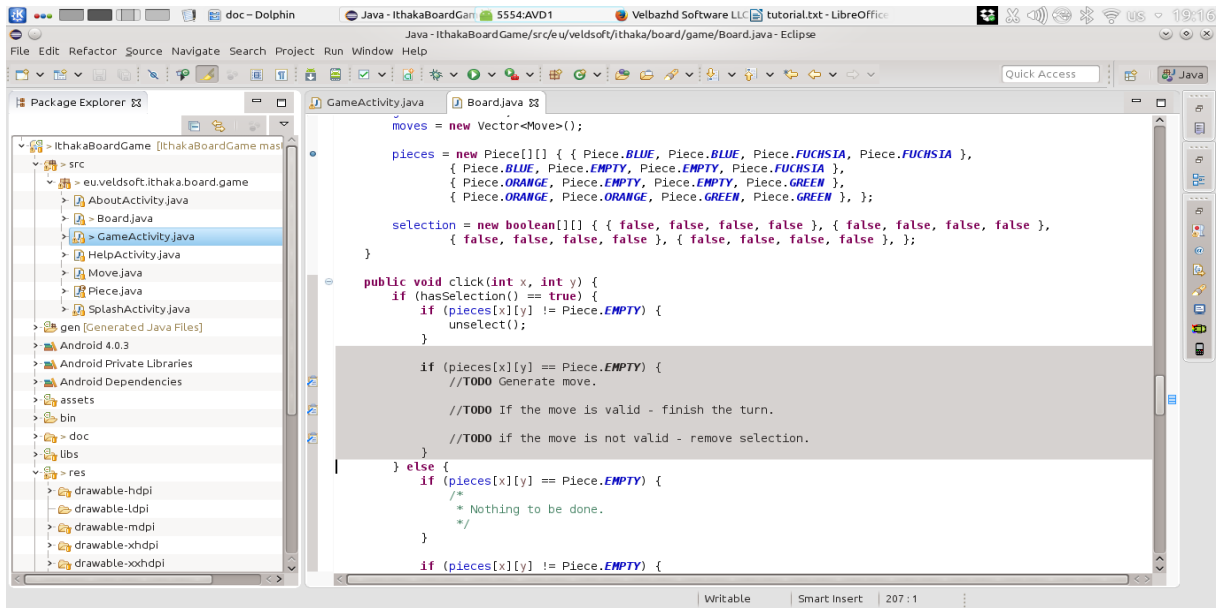 doc – Dolphin
Java - IthakaBoardGam
5554:AVD1
Velbazhd Software LLC
tutorial.txt - LibreOffice
us
19:16
Java - IthakaBoardGame/src/eu/veldsoft/ithaka/board/game/Board.java - Eclipse
File Edit Refactor Source Navigate Search Project Run Window Help
Quick Access
Java
Package Explorer
> IthakaBoardGame [IthakaBoardGame mast
> src
> eu.veldsoft.ithaka.board.game
AboutActivity.java
> Board.java
> GameActivity.java
HelpActivity.java
Move.java
Piece.java
SplashActivity.java
gen [Generated Java Files]
Android 4.0.3
Android Private Libraries
Android Dependencies
assets
bin
> doc
libs
> res
drawable-hdpi
drawable-ldpi
drawable-mdpi
drawable-xhdpi
drawable-xxhdpi
GameActivity.java
Board.java
moves = new Vector<Move>();
pieces = new Piece[][] { { Piece.BLUE, Piece.BLUE, Piece.FUCHSIA, Piece.FUCHSIA },
{ Piece.BLUE, Piece.EMPTY, Piece.EMPTY, Piece.FUCHSIA },
{ Piece.ORANGE, Piece.EMPTY, Piece.EMPTY, Piece.GREEN },
{ Piece.ORANGE, Piece.ORANGE, Piece.GREEN, Piece.GREEN }, };
selection = new boolean[][] { { false, false, false, false }, { false, false, false, false },
{ false, false, false, false }, { false, false, false, false }, };
}
public void click(int x, int y) {
if (hasSelection() == true) {
if (pieces[x][y] != Piece.EMPTY) {
unselect();
}
if (pieces[x][y] == Piece.EMPTY) {
//TODO Generate move.
//TODO If the move is valid - finish the turn.
//TODO if the move is not valid - remove selection.
}
} else {
if (pieces[x][y] == Piece.EMPTY) {
/*
* Nothing to be done.
*/
}
if (pieces[x][y] != Piece.EMPTY) {
Writable
Smart Insert
207 : 1